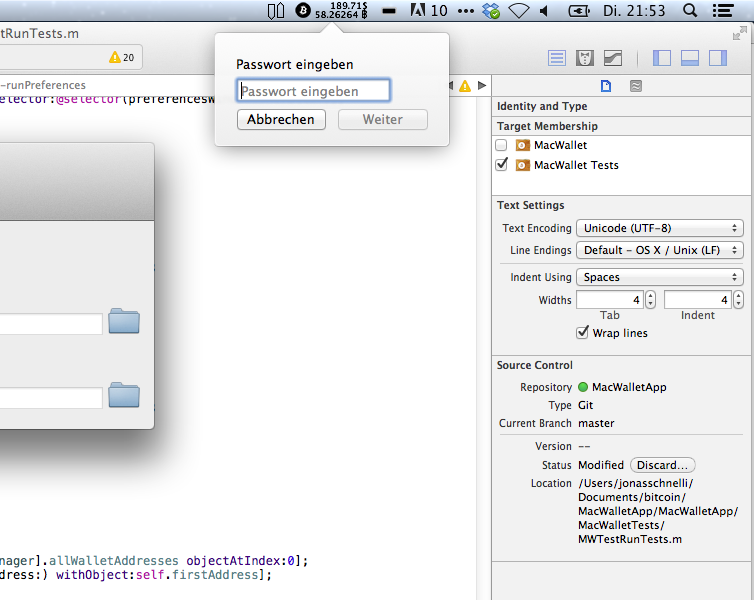 189.71$
58.26264 ฿
10
Di. 21:53
tRunTests.m
20
-runPreferences
elector:@selector(preferencesW
Passwort eingeben
Passwort eingeben
Abbrechen
Weiter
Identity and Type
Target Membership
MacWallet
MacWallet Tests
Text Settings
Text Encoding Unicode (UTF-8)
Line Endings Default - OS X / Unix (LF)
Indent Using Spaces
Widths 4 4
Tab Indent
Wrap lines
Source Control
Repository MacWalletApp
Type Git
Current Branch master
Version --
Status Modified Discard...
Location /Users/jonasschnelli/
Documents/bitcoin/
MacWalletApp/MacWalletApp/
MacWalletTests/
MWTestRunTests.m
nager].allWalletAddresses objectAtIndex:0];
dress:) withObject:self.firstAddress];